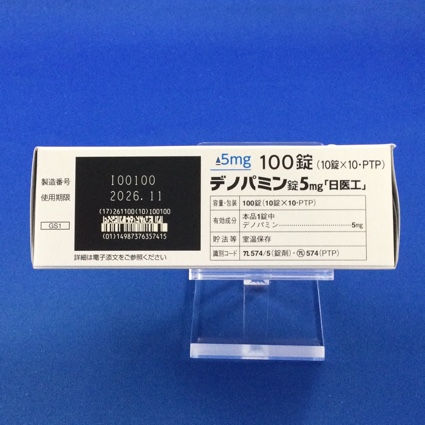 製造番号 I00100
使用期限 2026.11
(17)261100(10)I00100
GS1
(01)14987376357415
詳細は電子添文をご参照ください
5mg 100錠(10錠×10・PTP)
デノパミン錠5mg「日医工」
容量・包装 100錠(10錠×10・PTP)
有効成分 本品1錠中
デノパミン 5mg
貯法等 室温保存
識別コード 574/5(錠剤)・574(PTP)